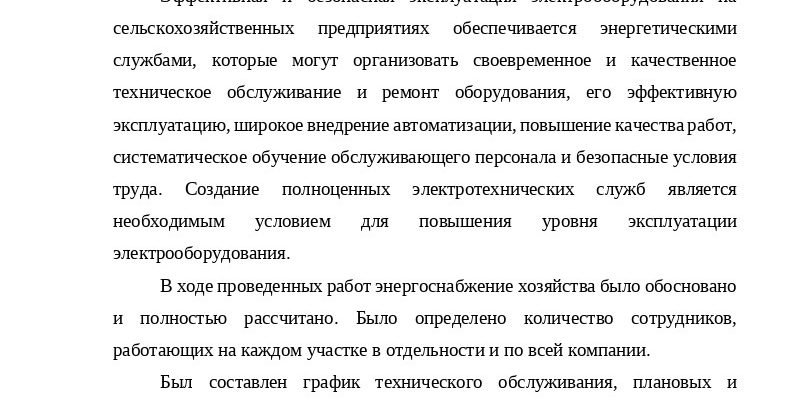 сельскохозяйственных предприятиях обеспечивается энергетическими
службами, которые могут организовать своевременное и качественное
техническое обслуживание и ремонт оборудования, его эффективную
эксплуатацию, широкое внедрение автоматизации, повышение качества работ,
систематическое обучение обслуживающего персонала и безопасные условия
труда. Создание полноценных электротехнических служб является
необходимым условием для повышения уровня эксплуатации
электрооборудования.
В ходе проведенных работ энергоснабжение хозяйства было обосновано
и полностью рассчитано. Было определено количество сотрудников,
работающих на каждом участке в отдельности и по всей компании.
Был составлен график технического обслуживания, плановых и